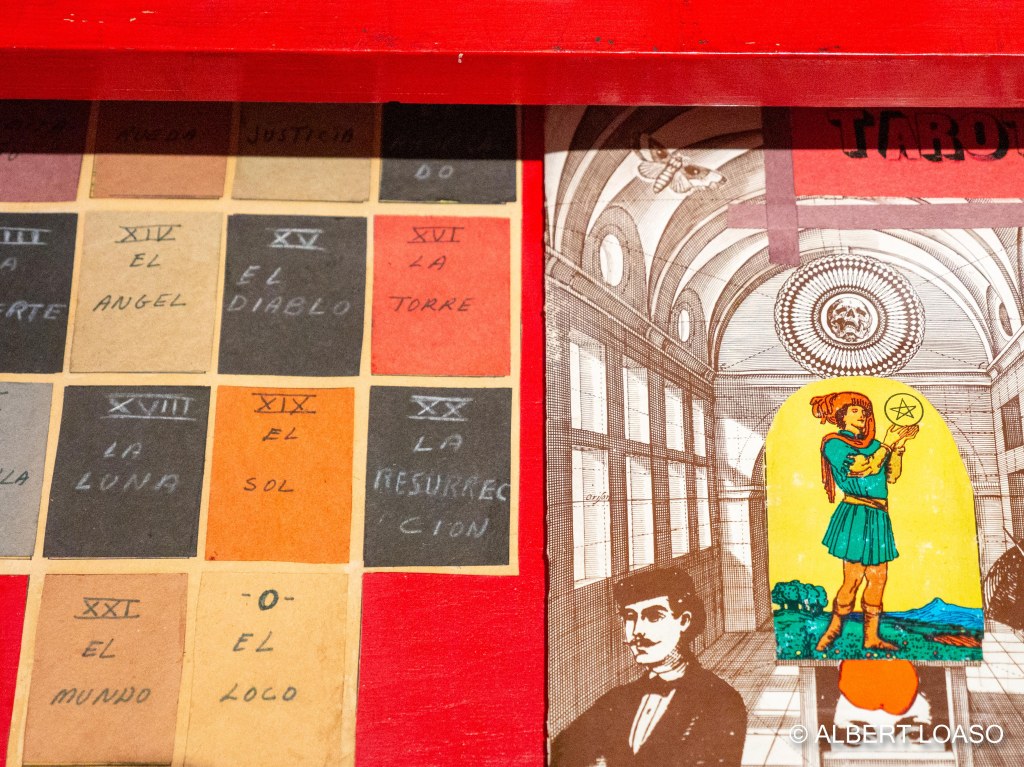 RUEDA
JUSTICIA
DO
XIV
EL
ANGEL
XV
EL
DIABLO
XVI
LA
TORRE
XVIII
LA
LUNA
XIX
EL
SOL
XX
LA
RESURREC
CION
XXI
EL
MUNDO
-O-
EL
LOCO
TAROT
© ALBERT LOASO